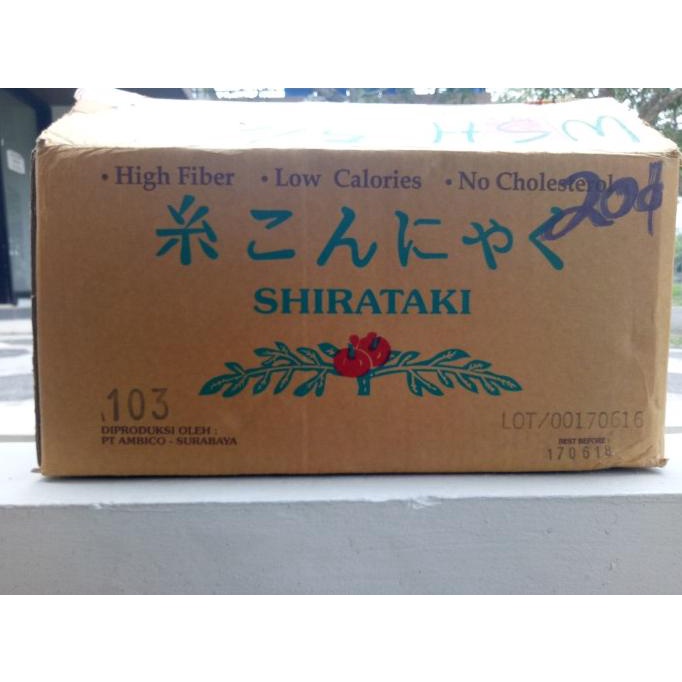 • High Fiber • Low Calories • No Cholesterol
糸こんにゃく
SHIRATAKI
103
DIPRODUKSI OLEH :
PT AMBICO - SURABAYA
LOT/00170616
BEST BEFORE :
170618